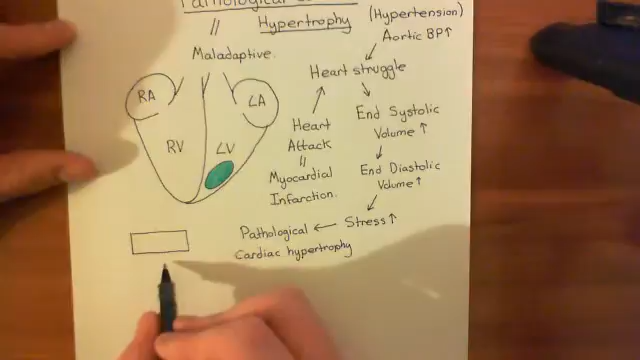 Pathological
Hypertrophy
(Hypertension)
Aortic BP↑
Maladaptive.
Heart struggle
RA
LA
RV
LV
Heart
Attack
Myocardial
Infarction.
End Systolic
Volume ↑
End Diastolic
Volume ↑
Stress ↑
Pathological
Cardiac hypertrophy